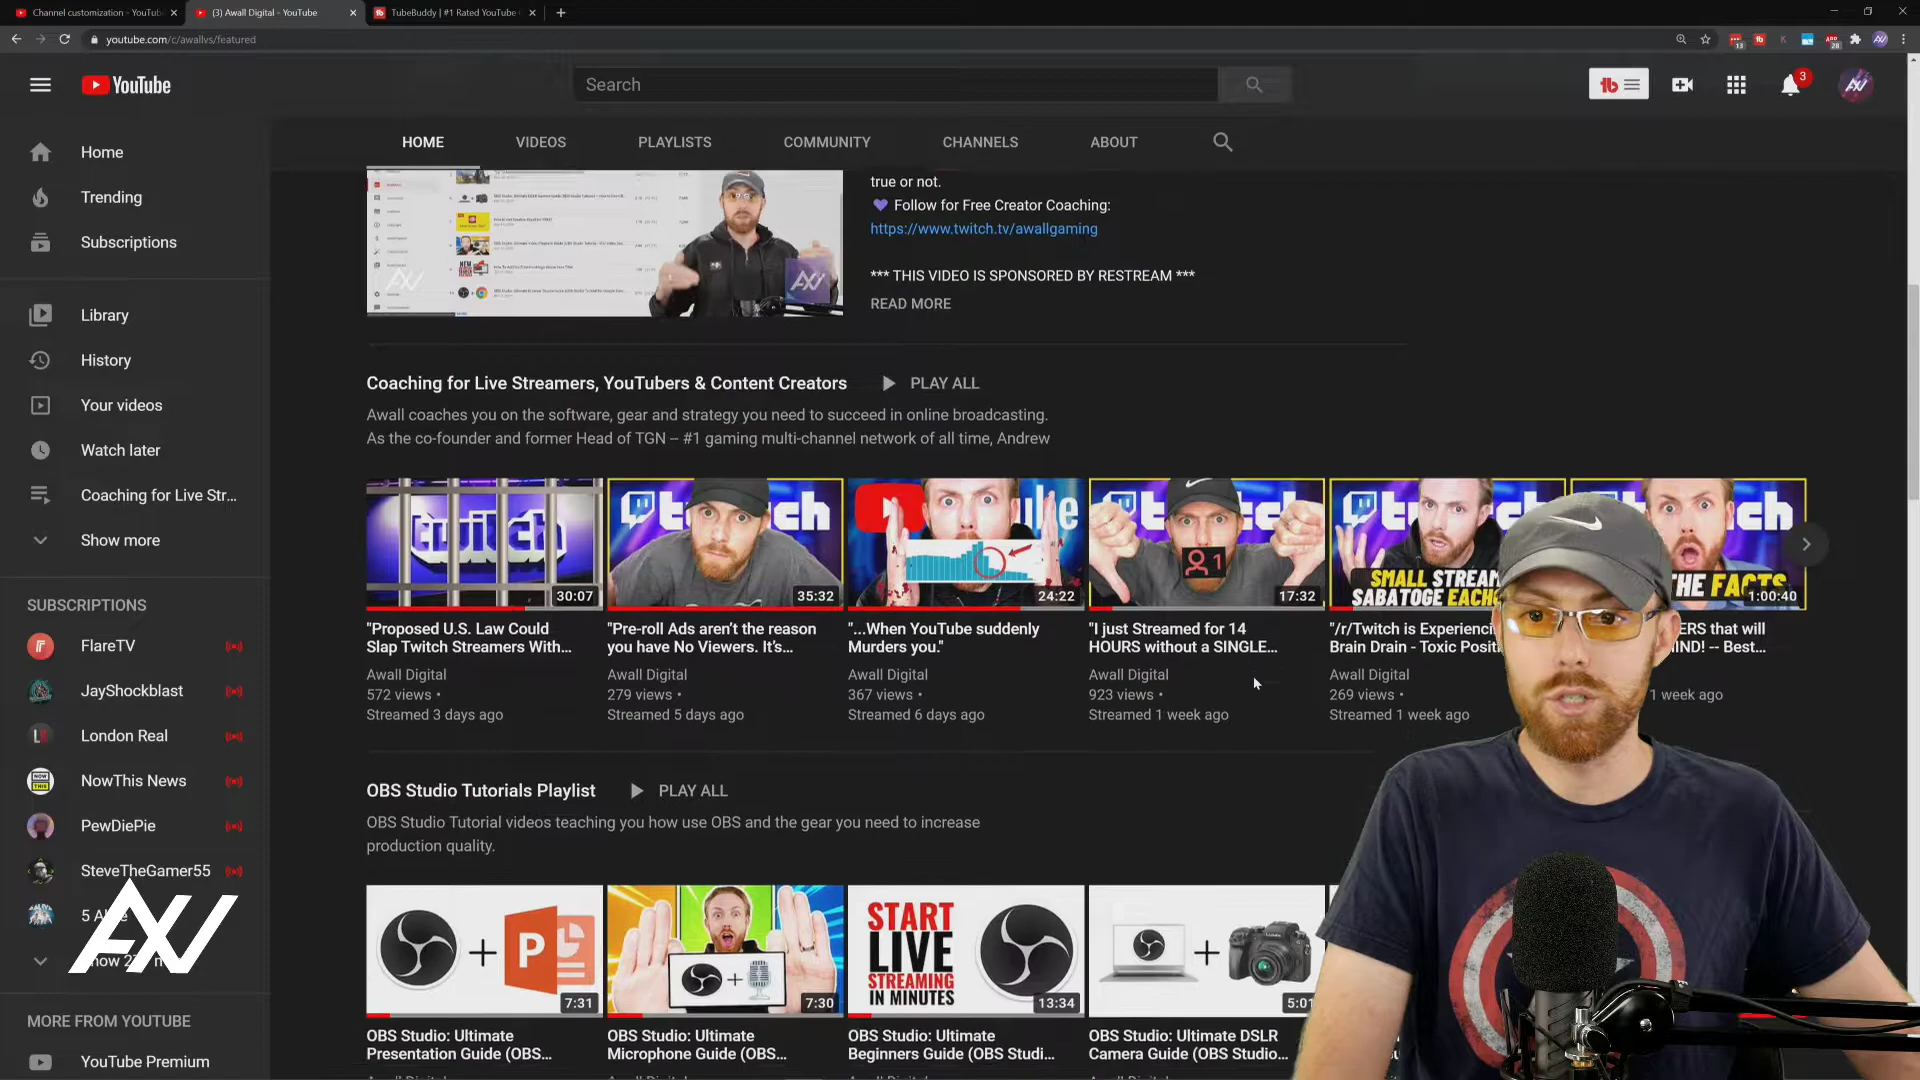 Channel customization - YouTub
(3) Awall Digital - YouTube
TubeBuddy | #1 Rated YouTube
youtube.com/c/awallvs/featured
YouTube
Search
3
HOME
VIDEOS
PLAYLISTS
COMMUNITY
CHANNELS
ABOUT
Home
Trending
Subscriptions
Library
History
Your videos
Watch later
Coaching for Live Str...
Show more
SUBSCRIPTIONS
FlareTV
JayShockblast
London Real
NowThis News
PewDiePie
SteveTheGamer55
MORE FROM YOUTUBE
YouTube Premium
true or not.
Follow for Free Creator Coaching:
https://www.twitch.tv/awallgaming
*** THIS VIDEO IS SPONSORED BY RESTREAM ***
READ MORE
Coaching for Live Streamers, YouTubers & Content Creators
PLAY ALL
Awall coaches you on the software, gear and strategy you need to succeed in online broadcasting.
As the co-founder and former Head of TGN -- #1 gaming multi-channel network of all time, Andrew
twitch
30:07
twitch
35:32
24:22
1
17:32
twitch
SMALL STREAM
SABATOGE EACH
THE FACTS
1:00:40
"Proposed U.S. Law Could
Slap Twitch Streamers With...
Awall Digital
572 views •
Streamed 3 days ago
"Pre-roll Ads aren't the reason
you have No Viewers. It's...
Awall Digital
279 views •
Streamed 5 days ago
"...When YouTube suddenly
Murders you."
Awall Digital
367 views •
Streamed 6 days ago
"I just Streamed for 14
HOURS without a SINGLE...
Awall Digital
923 views •
Streamed 1 week ago
"/r/Twitch is Experienci
Brain Drain - Toxic Posit
Awall Digital
269 views •
Streamed 1 week ago
ERS that will
IND! -- Best...
1 week ago
OBS Studio Tutorials Playlist
PLAY ALL
OBS Studio Tutorial videos teaching you how use OBS and the gear you need to increase
production quality.
P
7:31
7:30
START
LIVE
STREAMING
IN MINUTES
13:34
5:01
OBS Studio: Ultimate
Presentation Guide (OBS...
OBS Studio: Ultimate
Microphone Guide (OBS...
OBS Studio: Ultimate
Beginners Guide (OBS Studi...
OBS Studio: Ultimate DSLR
Camera Guide (OBS Studio...